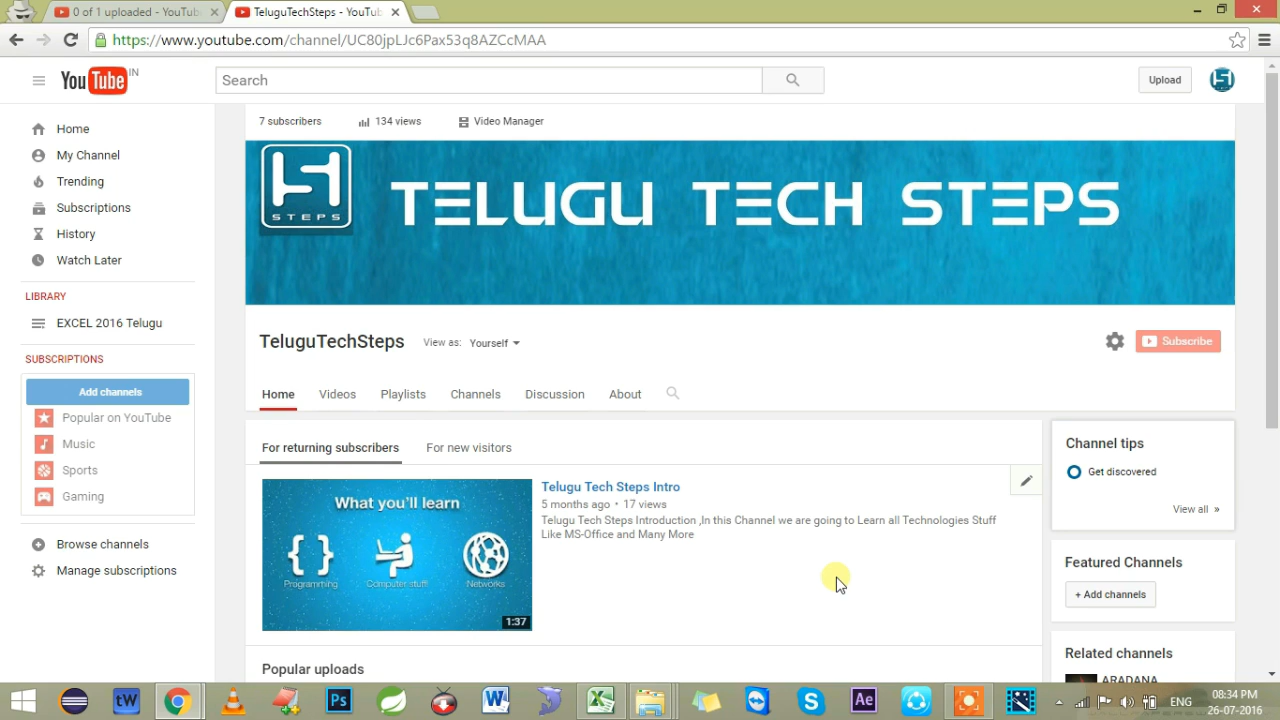 0 of 1 uploaded - YouTub
TeluguTechSteps - YouTub
https://www.youtube.com/channel/UC80jpLJc6Pax53q8AZCcMAA
YouTube IN
Search
Upload
7 subscribers
134 views
Video Manager
Home
My Channel
Trending
Subscriptions
History
Watch Later
LIBRARY
EXCEL 2016 Telugu
SUBSCRIPTIONS
Add channels
Popular on YouTube
Music
Sports
Gaming
Browse channels
Manage subscriptions
STEPS
TELUGU TECH STEPS
TeluguTechSteps
View as: Yourself
Subscribe
Home
Videos
Playlists
Channels
Discussion
About
For returning subscribers
For new visitors
What you'll learn
Programming
Computer stuff
Networks
1:37
Telugu Tech Steps Intro
5 months ago • 17 views
Telugu Tech Steps Introduction ,In this Channel we are going to Learn all Technologies Stuff
Like MS-Office and Many More
Popular uploads
Channel tips
Get discovered
View all »
Featured Channels
+ Add channels
Related channels
ARADANA
tW
Ps
Ae
ENG
08:34 PM
26-07-2016